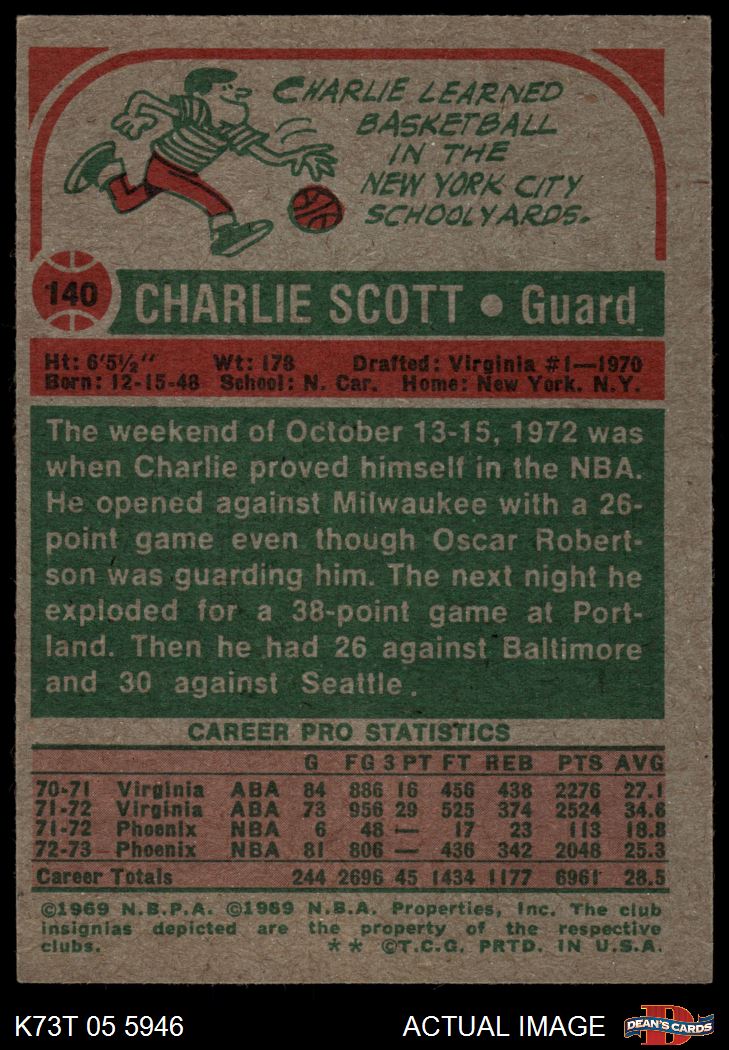 CHARLIE LEARNED
BASKETBALL
IN THE
NEW YORK CITY
SCHOOLYARDS.
140 CHARLIE SCOTT • Guard
Ht: 6'5½" Wt: 178 Drafted: Virginia #1—1970
Born: 12-15-48 School: N. Car. Home: New York, N.Y.
The weekend of October 13-15, 1972 was
when Charlie proved himself in the NBA.
He opened against Milwaukee with a 26-
point game even though Oscar Robert-
son was guarding him. The next night he
exploded for a 38-point game at Port-
land. Then he had 26 against Baltimore
and 30 against Seattle.
CAREER PRO STATISTICS
G FG 3 PT FT REB PTS AVG
70-71 Virginia ABA 84 886 16 456 438 2276 27.1
71-72 Virginia ABA 73 956 29 525 374 2524 34.6
71-72 Phoenix NBA 6 48 — 17 23 113 18.8
72-73 Phoenix NBA 81 806 — 436 342 2048 25.3
Career Totals 244 2696 45 1434 1177 6961 28.5
©1969 N.B.P.A. ©1969 N.B.A. Properties, Inc. The club
insignias depicted are the property of the respective
clubs. ** ©T.C.G. PRTD. IN U.S.A.
K73T 05 5946 ACTUAL IMAGE DEAN'S CARDS